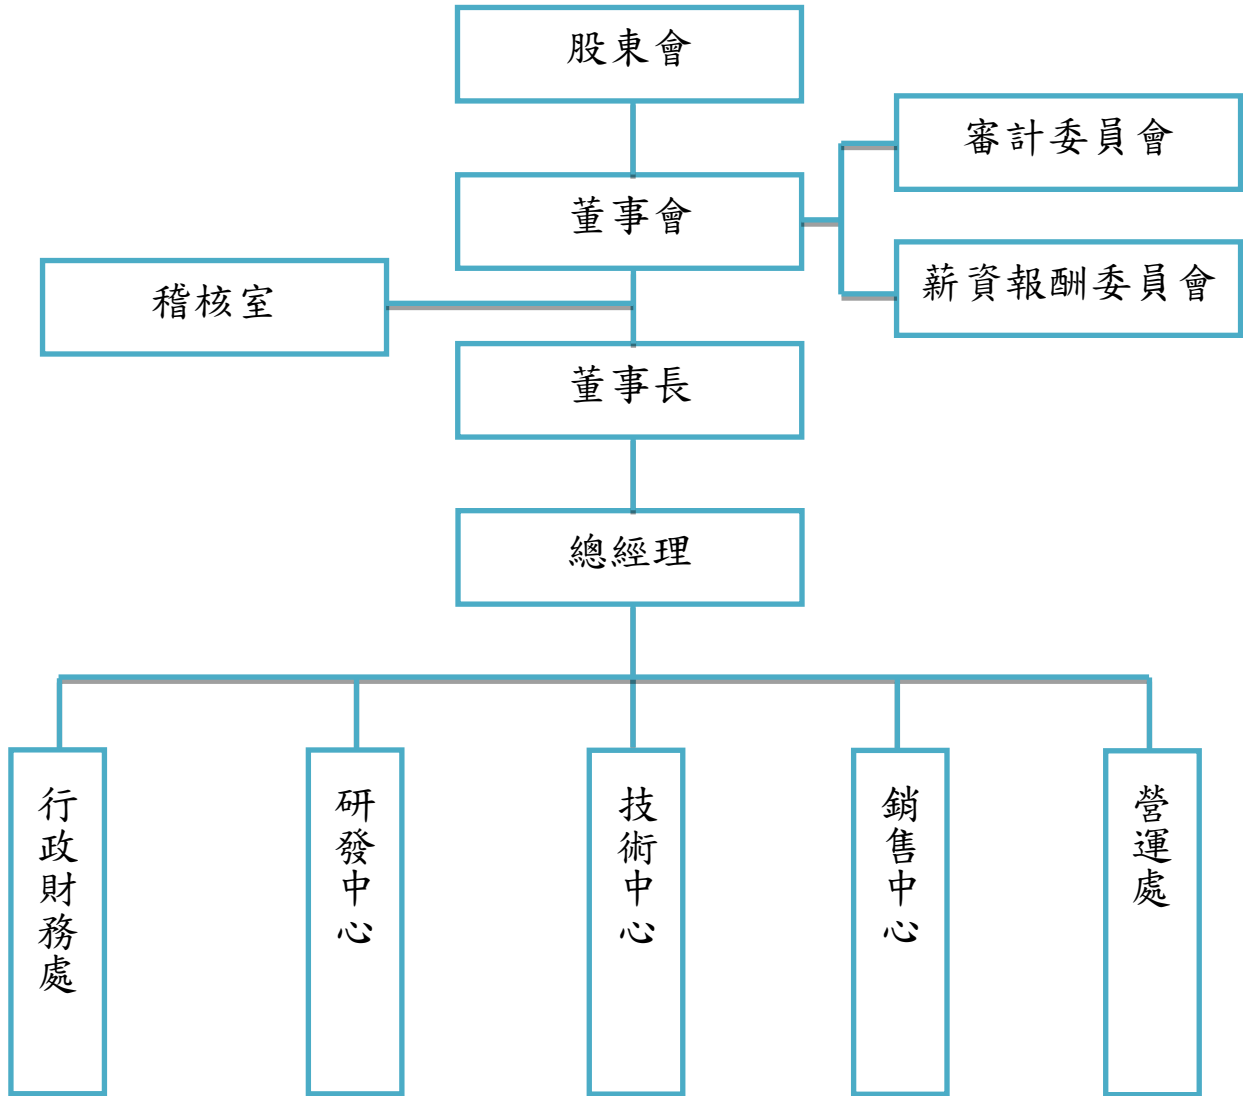 股東會
審計委員會
董事會
薪資報酬委員會
稽核室
董事長
總經理
行政財務處
研發中心
技術中心
銷售中心
營運處